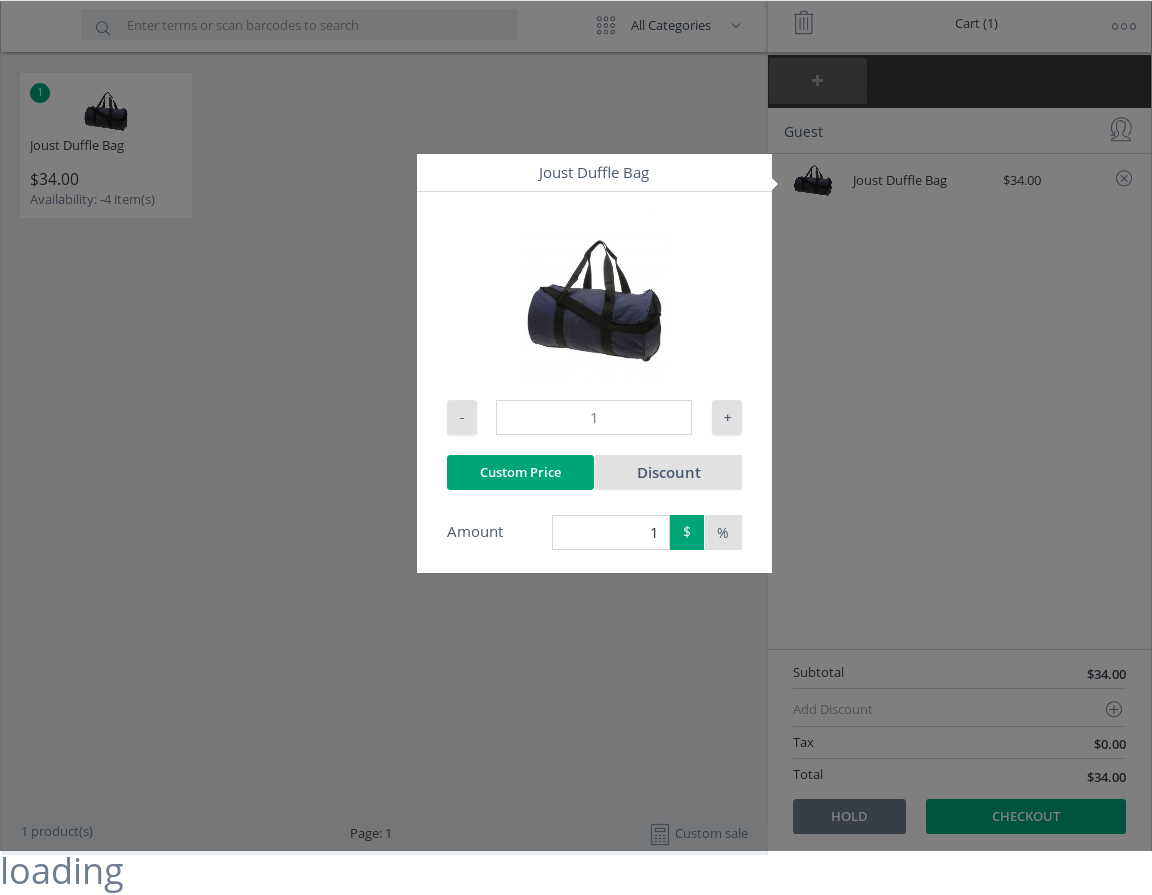 Enter terms or scan barcodes to search
All Categories
Cart (1)
1
Joust Duffle Bag
$34.00
Availability: -4 item(s)
+
Guest
Joust Duffle Bag
$34.00
Joust Duffle Bag
-
1
+
Custom Price
Discount
Amount
1
$
%
Subtotal
$34.00
Add Discount
Tax
$0.00
Total
$34.00
HOLD
CHECKOUT
1 product(s)
Page: 1
Custom sale
loading